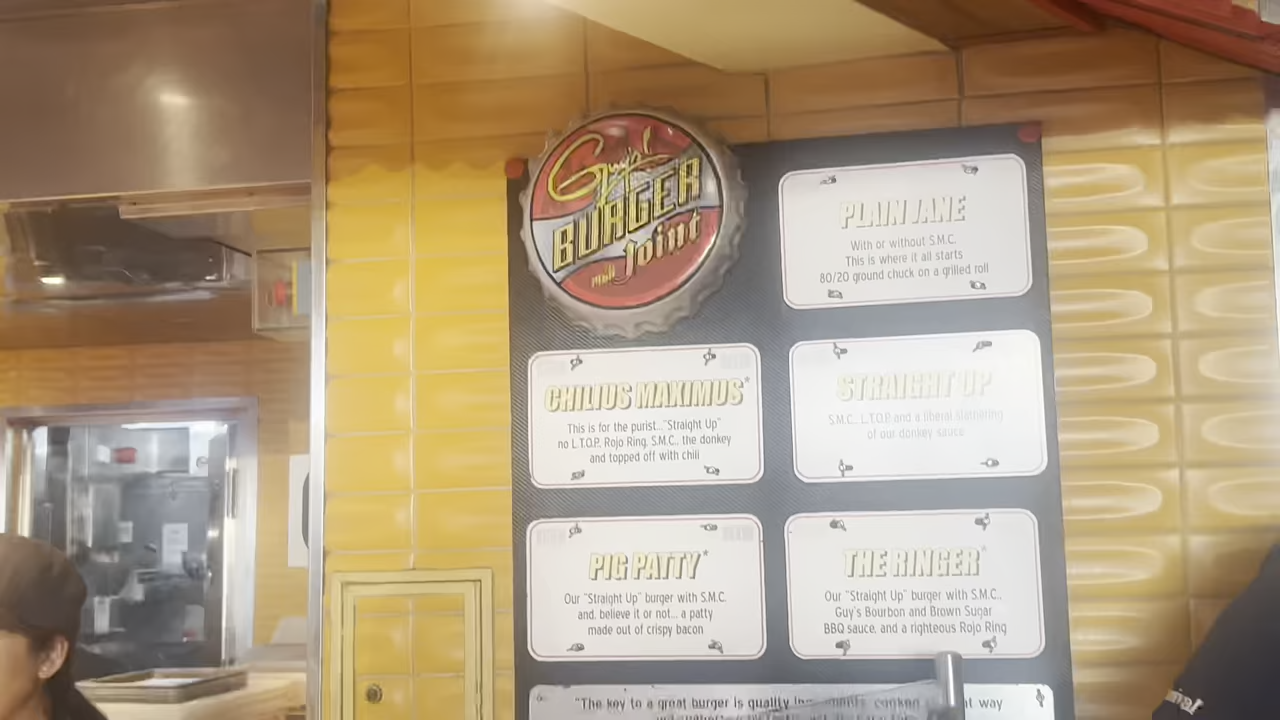 Guy's
BURGER
Joint
PLAIN JANE
With or without S.M.C.
This is where it all starts
80/20 ground chuck on a grilled roll
CHILIUS MAXIMUS*
This is for the purist..."Straight Up"
no L.T.O.P. Rojo Ring, S.M.C., the donkey
and topped off with chili
STRAIGHT UP
S.M.C., L.T.O.P. and a liberal slathering
of our donkey sauce.
PIG PATTY*
Our "Straight Up" burger with S.M.C.
and, believe it or not... a patty
made out of crispy bacon
THE RINGER*
Our "Straight Up" burger with S.M.C.,
Guy's Bourbon and Brown Sugar
BBQ sauce, and a righteous Rojo Ring
"The key to a great burger is quality way